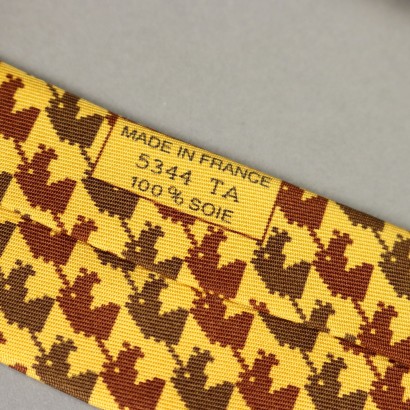 MADE IN FRANCE
5344 TA
100% SOIE